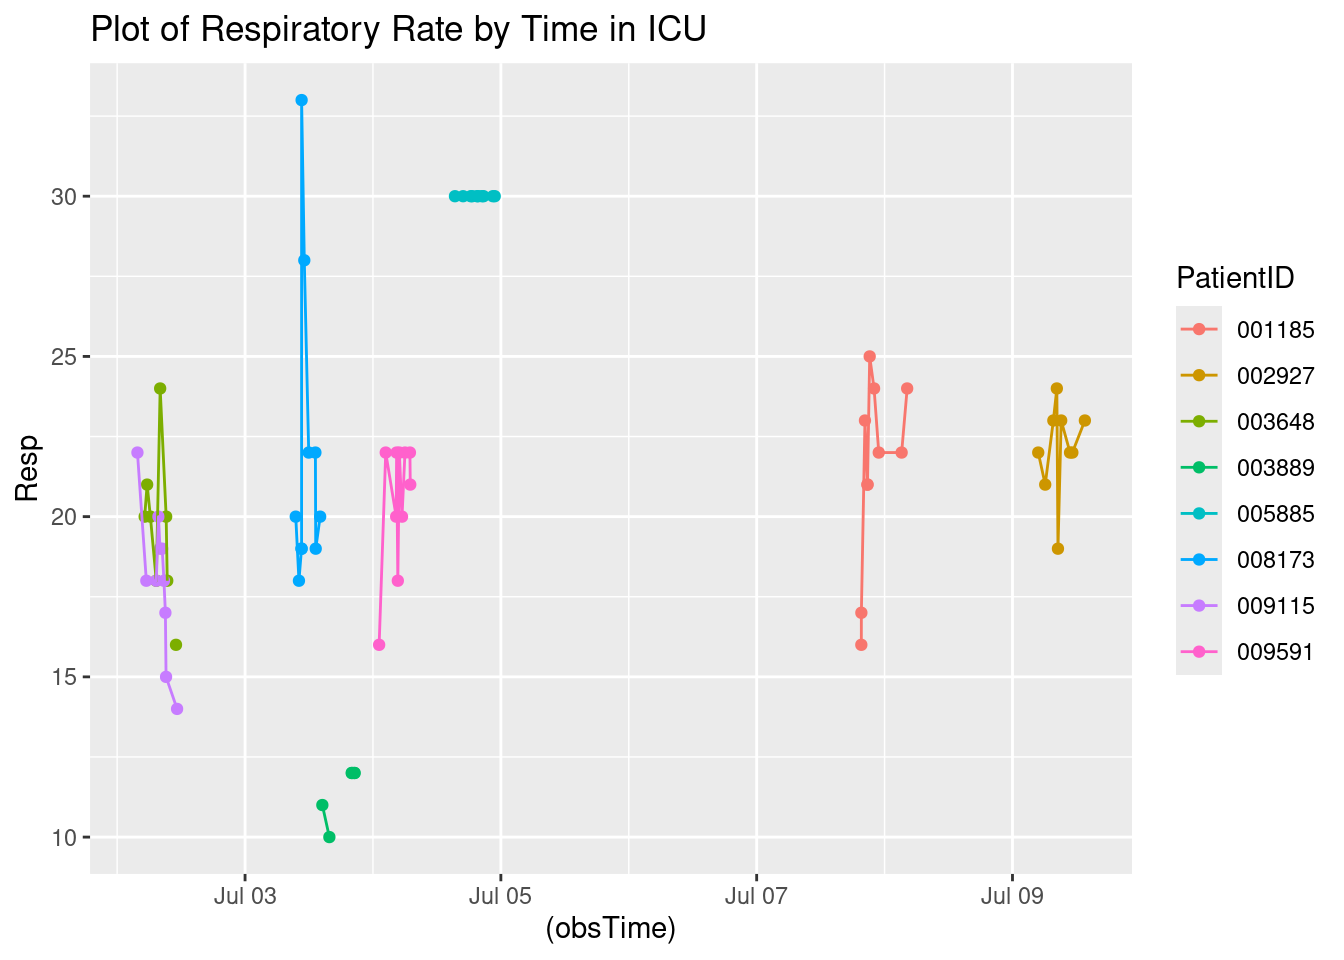 Plot of Respiratory Rate by Time in ICU
Resp
30
25
20
15
10
Jul 03
Jul 05
Jul 07
Jul 09
(obsTime)
PatientID
001185
002927
003648
003889
005885
008173
009115
009591